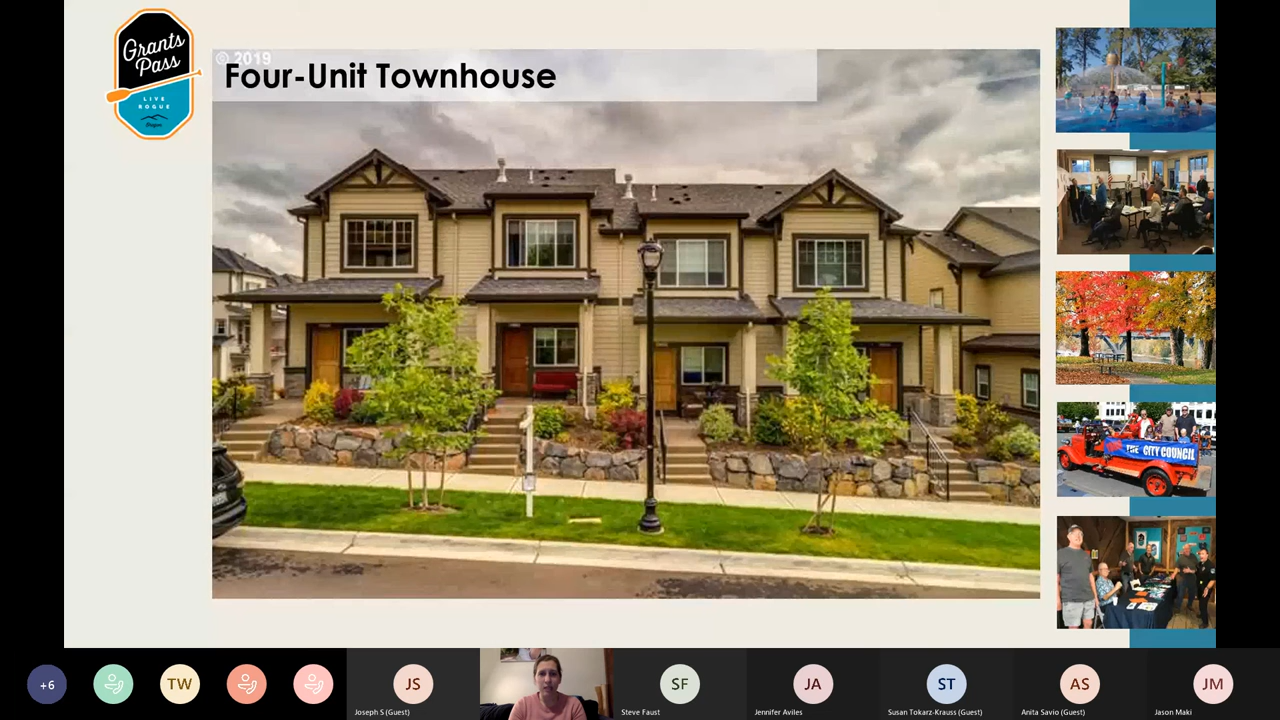 Grants
Pass
LIVE
ROGUE
Oregon
© 2019
Four-Unit Townhouse
THE CITY COUNCIL
+6
TW
JS
Joseph S (Guest)
SF
Steve Faust
JA
Jennifer Aviles
ST
Susan Tokarz-Krauss (Guest)
AS
Anita Savio (Guest)
JM
Jason Maki